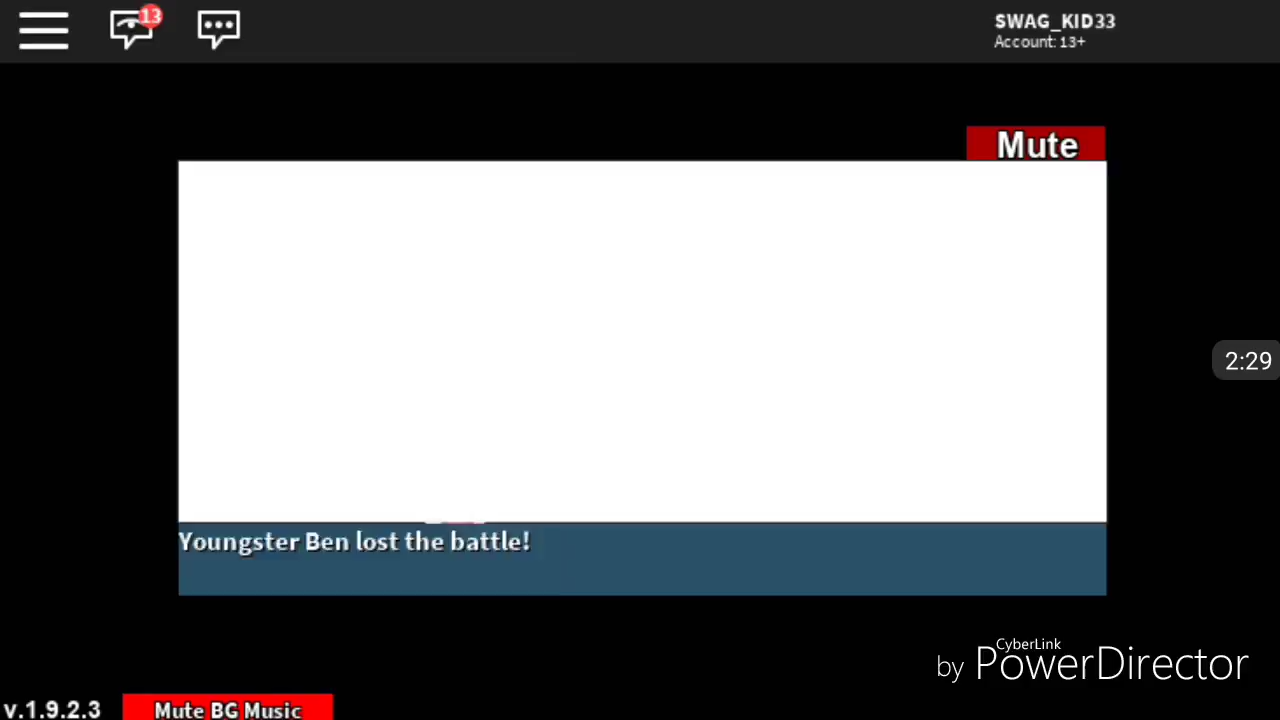 13
SWAG_KID33
Account: 13+
Mute
2:29
Youngster Ben lost the battle!
CyberLink
by PowerDirector
v.1.9.2.3
Mute BG Music